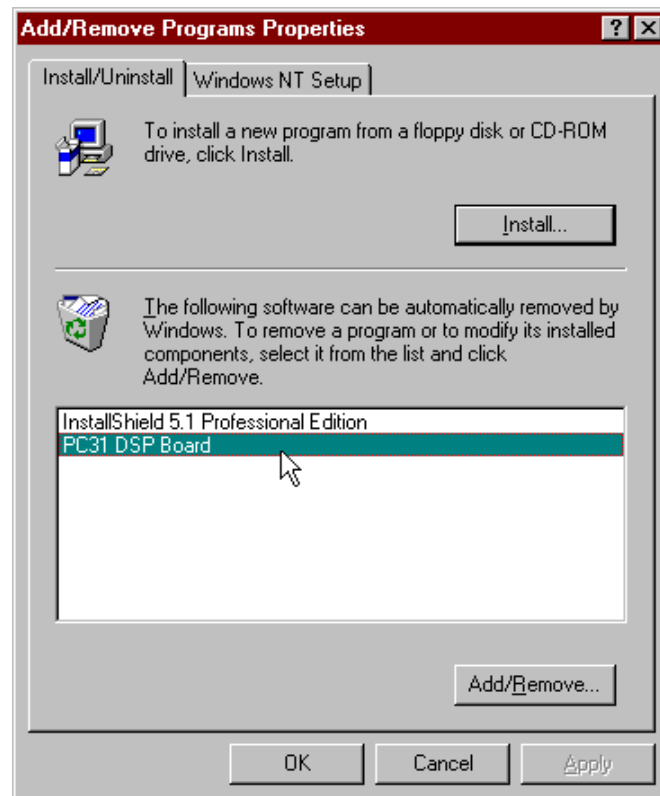 Add/Remove Programs Properties
Install/Uninstall
Windows NT Setup
To install a new program from a floppy disk or CD-ROM
drive, click Install.
Install...
The following software can be automatically removed by
Windows. To remove a program or to modify its installed
components, select it from the list and click
Add/Remove.
InstallShield 5.1 Professional Edition
PC31 DSP Board
Add/Remove...
OK
Cancel
Apply